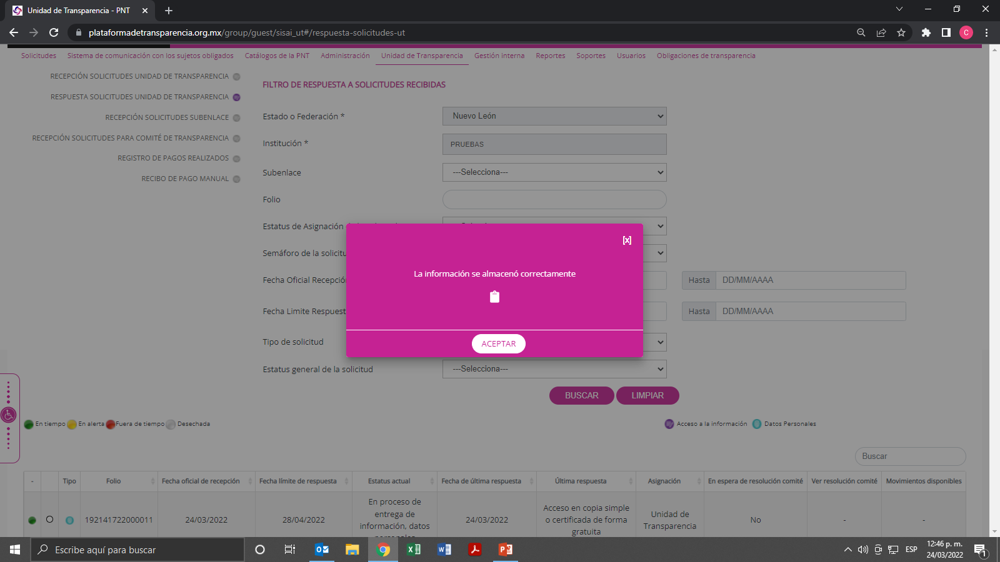 Unidad de Transparencia - PNT
plataformadetransparencia.org.mx/group/guest/sisai_ut#/respuesta-solicitudes-ut
C
Solicitudes Sistema de comunicación con los sujetos obligados Catálogos de la PNT Administración Unidad de Transparencia Gestión interna Reportes Soportes Usuarios Obligaciones de transparencia
RECEPCIÓN SOLICITUDES UNIDAD DE TRANSPARENCIA
RESPUESTA SOLICITUDES UNIDAD DE TRANSPARENCIA
RECEPCIÓN SOLICITUDES SUBENLACE
RECEPCIÓN SOLICITUDES PARA COMITÉ DE TRANSPARENCIA
REGISTRO DE PAGOS REALIZADOS
RECIBO DE PAGO MANUAL
FILTRO DE RESPUESTA A SOLICITUDES RECIBIDAS
Estado o Federación * Nuevo León
Institución * PRUEBAS
Subenlace ---Selecciona---
Folio
Estatus de Asignación
Semáforo de la solicitu
Fecha Oficial Recepción Hasta DD/MM/AAAA
Fecha Limite Respuest Hasta DD/MM/AAAA
Tipo de solicitud
Estatus general de la solicitud ---Selecciona---
[x]
La información se almacenó correctamente
ACEPTAR
BUSCAR LIMPIAR
En tiempo En alerta Fuera de tiempo Desechada Acceso a la información Datos Personales
Buscar
- Tipo Folio Fecha oficial de recepción Fecha límite de respuesta Estatus actual Fecha de última respuesta Última respuesta Asignación En espera de resolución comité Ver resolución comité Movimientos disponibles
192141722000011 24/03/2022 28/04/2022
En proceso de
entrega de
información, datos
personales
24/03/2022
Acceso en copia simple
o certificada de forma
gratuita
Unidad de
Transparencia
No - -
Escribe aquí para buscar
ESP
12:46 p. m.
24/03/2022
1